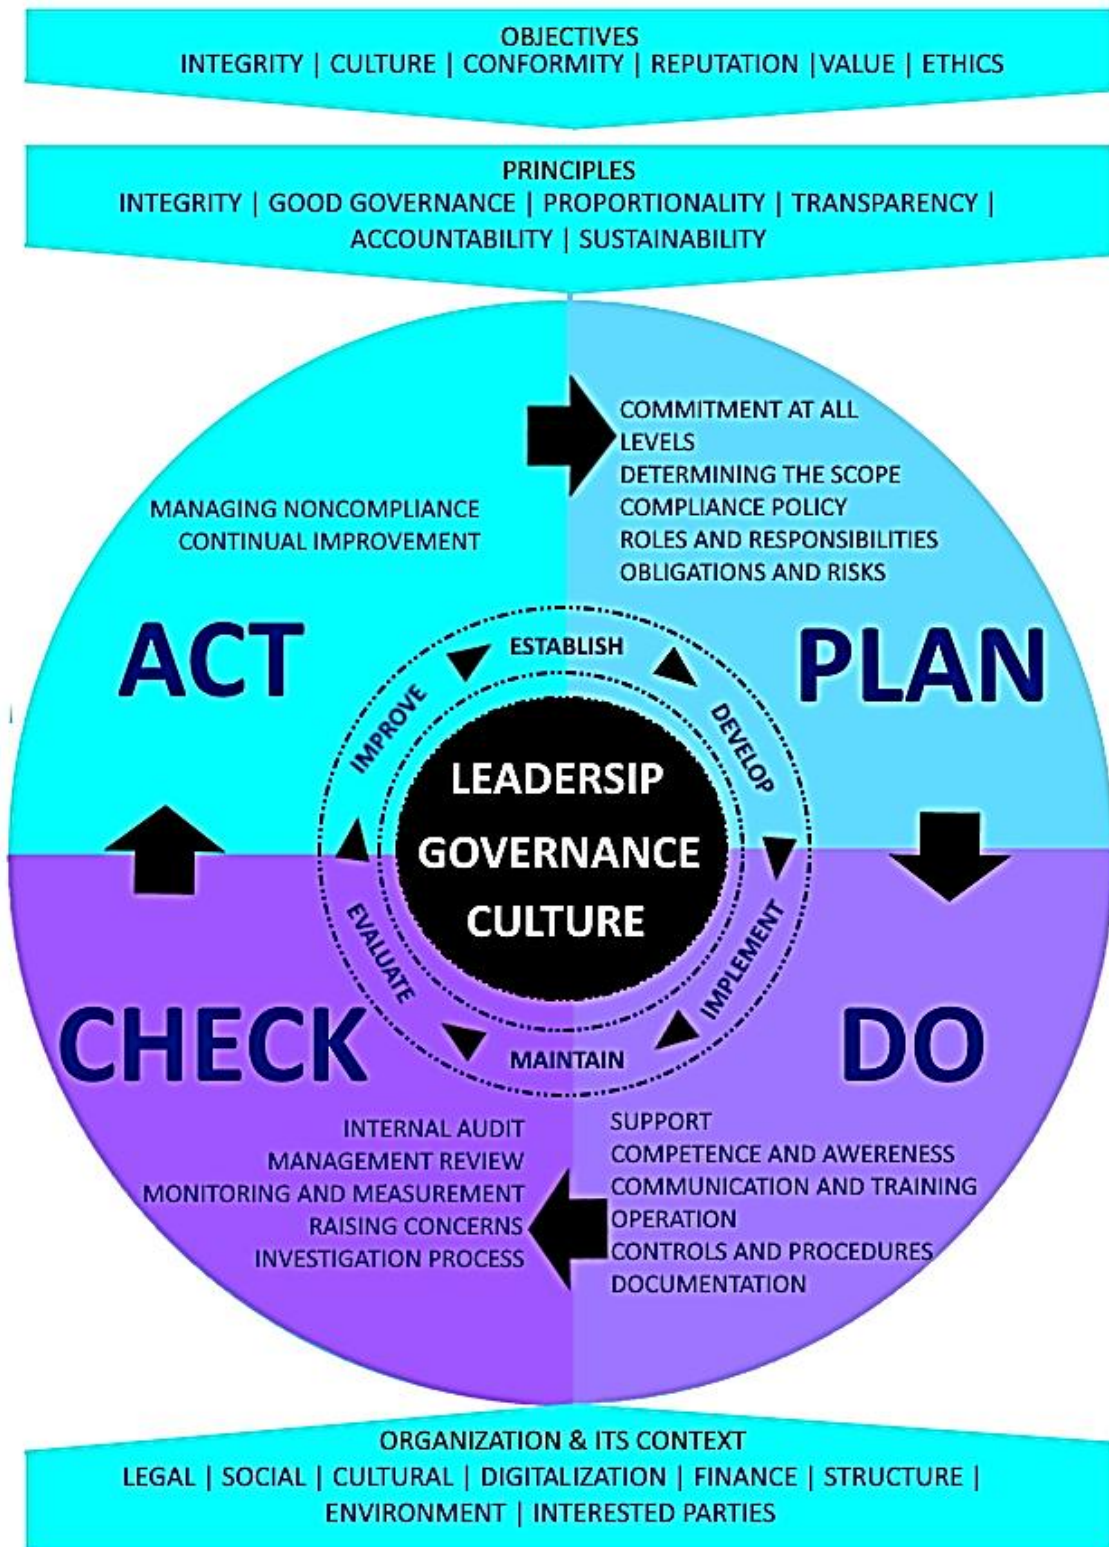 OBJECTIVES
INTEGRITY | CULTURE | CONFORMITY | REPUTATION |VALUE | ETHICS
PRINCIPLES
INTEGRITY | GOOD GOVERNANCE | PROPORTIONALITY | TRANSPARENCY |
ACCOUNTABILITY | SUSTAINABILITY
COMMITMENT AT ALL
LEVELS
DETERMINING THE SCOPE
COMPLIANCE POLICY
ROLES AND RESPONSIBILITIES
OBLIGATIONS AND RISKS
PLAN
MANAGING NONCOMPLIANCE
CONTINUAL IMPROVEMENT
ACT
ESTABLISH
DEVELOP
IMPLEMENT
MAINTAIN
EVALUATE
IMPROVE
LEADERSIP
GOVERNANCE
CULTURE
DO
SUPPORT
COMPETENCE AND AWERENESS
COMMUNICATION AND TRAINING
OPERATION
CONTROLS AND PROCEDURES
DOCUMENTATION
CHECK
INTERNAL AUDIT
MANAGEMENT REVIEW
MONITORING AND MEASUREMENT
RAISING CONCERNS
INVESTIGATION PROCESS
ORGANIZATION & ITS CONTEXT
LEGAL | SOCIAL | CULTURAL | DIGITALIZATION | FINANCE | STRUCTURE |
ENVIRONMENT | INTERESTED PARTIES